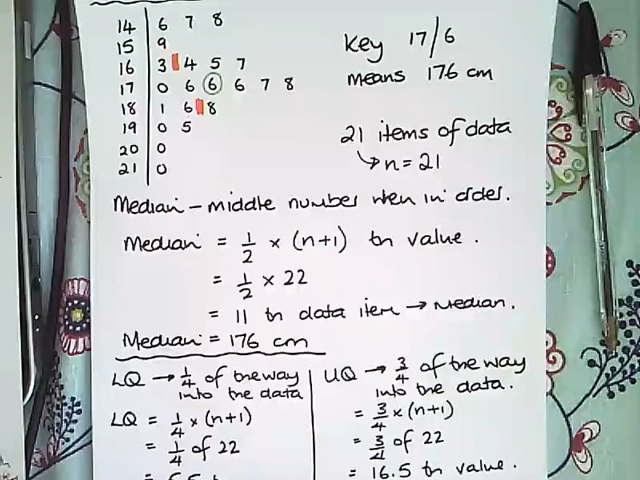 14 | 6 7 8
15 | 9
16 | 3 4 5 7
17 | 0 6 6 6 7 8
18 | 1 6 8
19 | 0 5
20 | 0
21 | 0
Key 17/6
means 176 cm
21 items of data
↳ n = 21
Median – middle number when in order.
Median = 1/2 × (n+1) th value.
= 1/2 × 22
= 11 th data item → Median.
Median = 176 cm
LQ → 1/4 of the way
into the data
LQ = 1/4 × (n+1)
= 1/4 of 22
UQ → 3/4 of the way
into the data.
= 3/4 × (n+1)
= 3/4 of 22
= 16.5 th value.